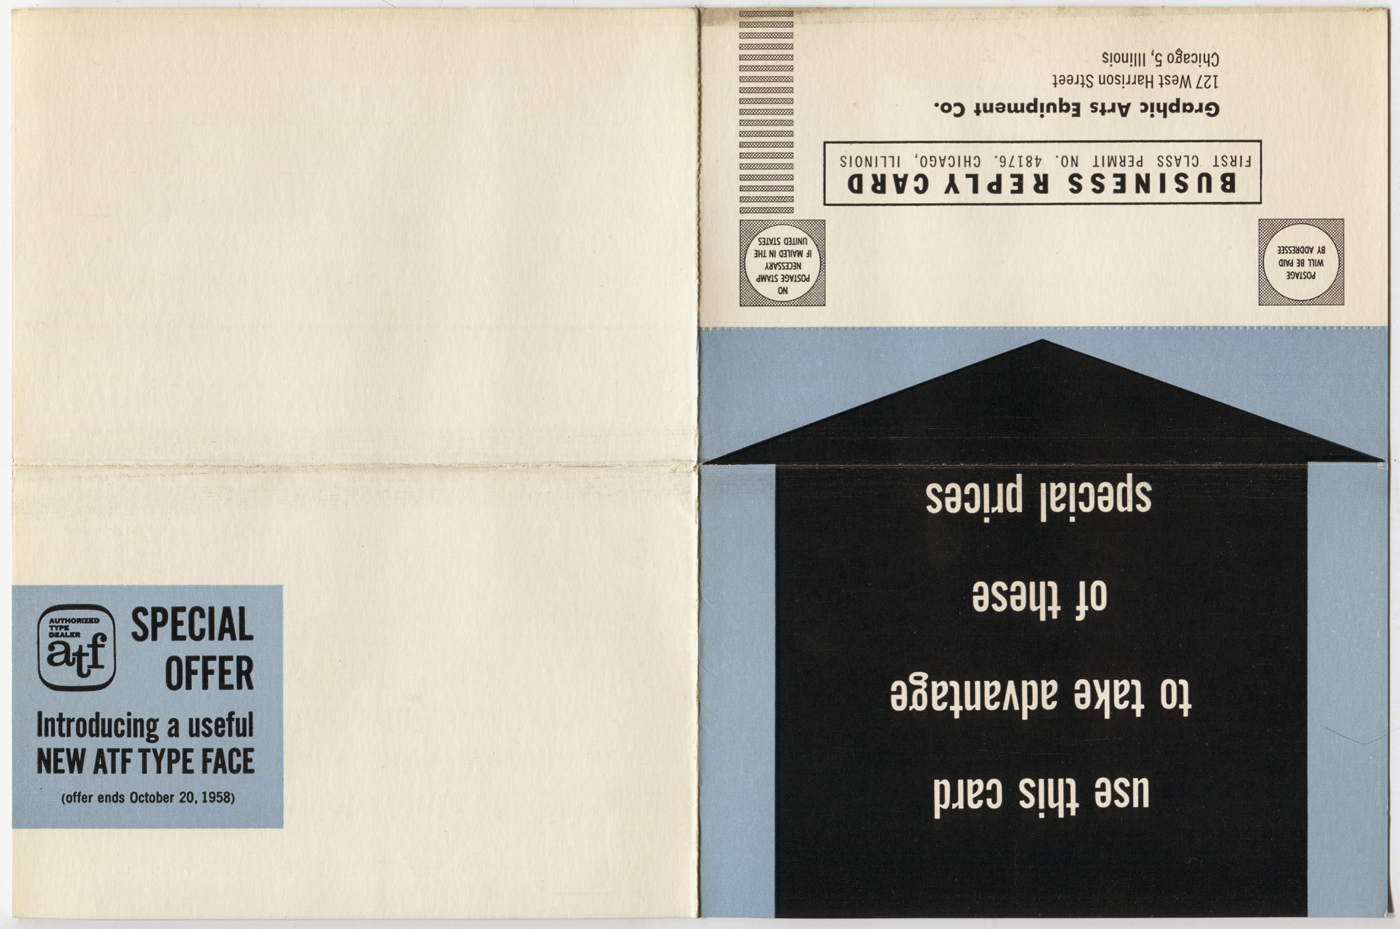 AUTHORIZED
TYPE
DEALER
atf
SPECIAL
OFFER
Introducing a useful
NEW ATF TYPE FACE
(offer ends October 20, 1958)
use this card
to take advantage
of these
special prices
POSTAGE
WILL BE PAID
BY ADDRESSEE
NO
POSTAGE STAMP
NECESSARY
IF MAILED IN THE
UNITED STATES
BUSINESS REPLY CARD
FIRST CLASS PERMIT NO. 48176. CHICAGO, ILLINOIS
Graphic Arts Equipment Co.
127 West Harrison Street
Chicago 5, Illinois